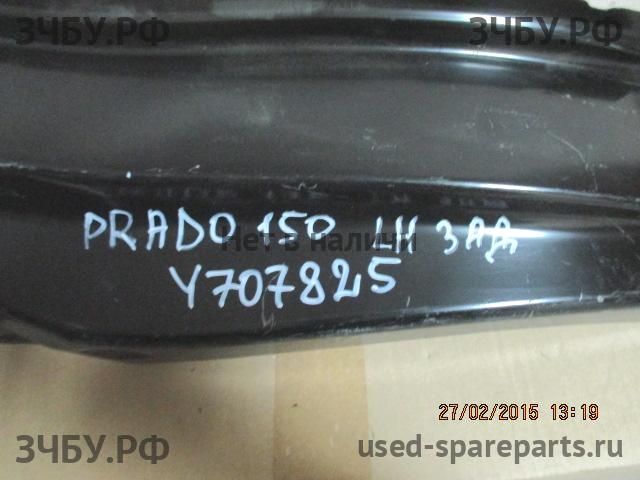 ЗЧБУ.РФ ЗЧБУ.РФ
PRADO 150 LH ЗАД
Нет в наличии
Y707825
27/02/2015 13:19
ЗЧБУ.РФ used-spareparts.ru